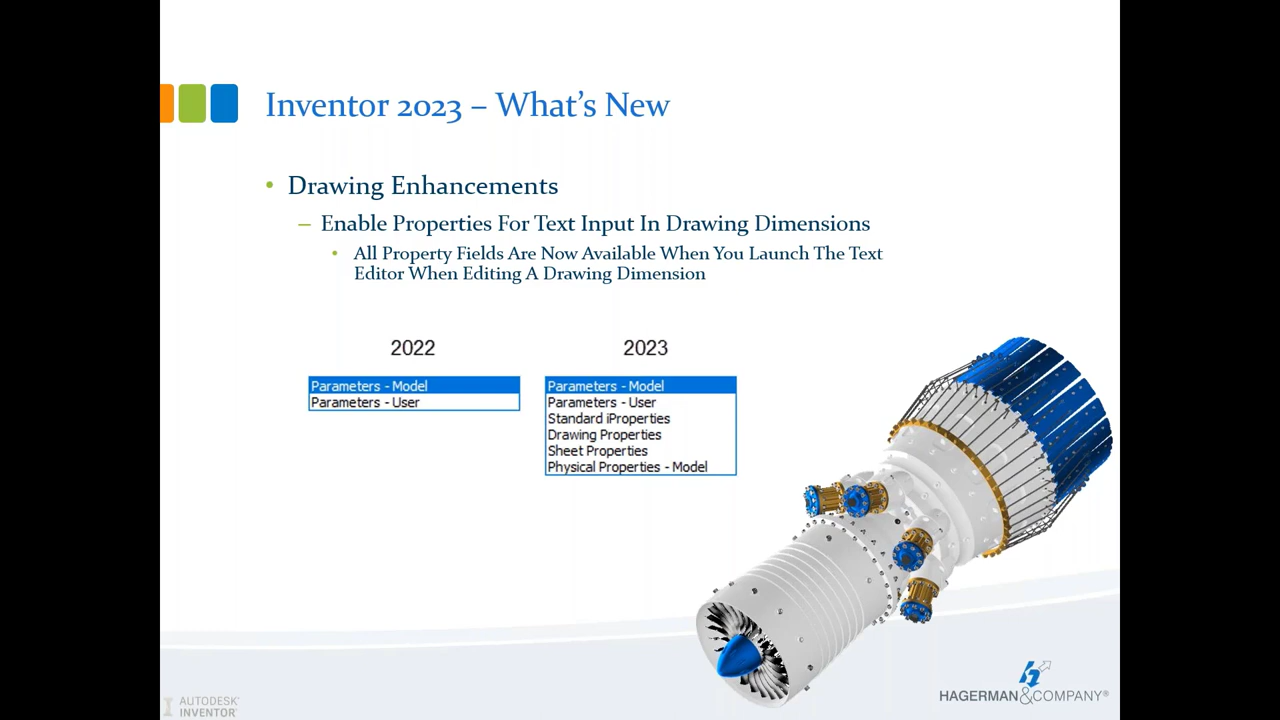 Inventor 2023 – What's New
• Drawing Enhancements
– Enable Properties For Text Input In Drawing Dimensions
• All Property Fields Are Now Available When You Launch The Text
Editor When Editing A Drawing Dimension
2022
Parameters - Model
Parameters - User
2023
Parameters - Model
Parameters - User
Standard iProperties
Drawing Properties
Sheet Properties
Physical Properties - Model
AUTODESK®
INVENTOR®
HAGERMAN&COMPANY®